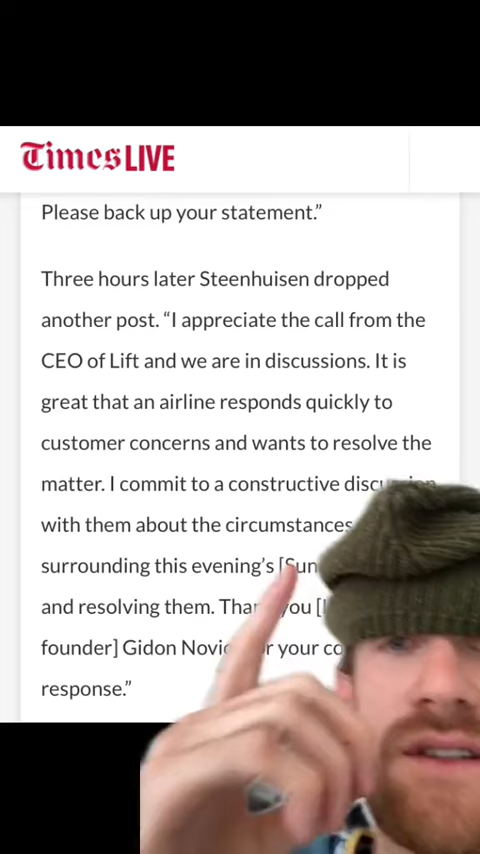 Times LIVE
Please back up your statement.”
Three hours later Steenhuisen dropped
another post. “I appreciate the call from the
CEO of Lift and we are in discussions. It is
great that an airline responds quickly to
customer concerns and wants to resolve the
matter. I commit to a constructive
with them about the circumstances
surrounding this evening’s
and resolving them.
founder] Gidon your
response.”